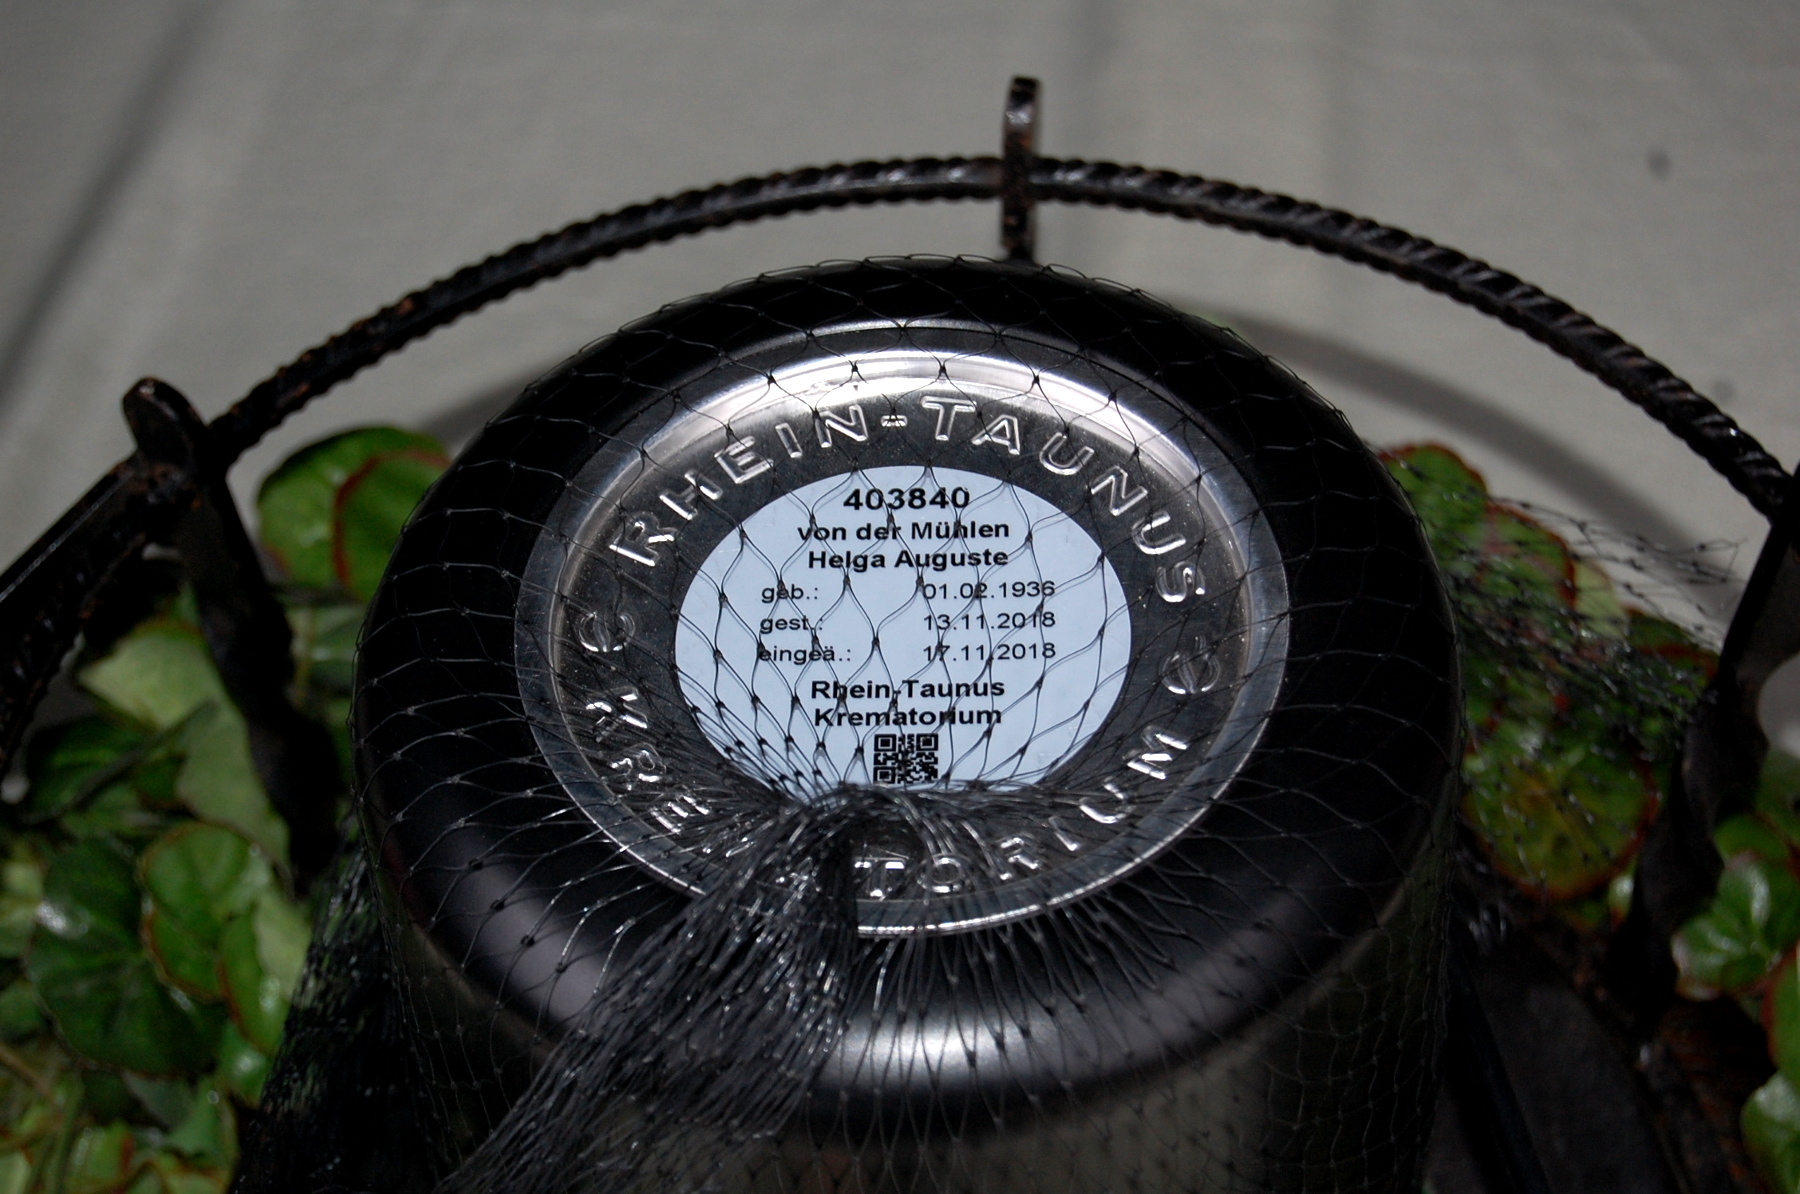 RHEIN-TAUNUS
KREMATORIUM
403840
von der Mühlen
Helga Auguste
geb.: 01.02.1936
gest.: 13.11.2018
eingeä.: 17.11.2018
Rhein-Taunus
Krematorium